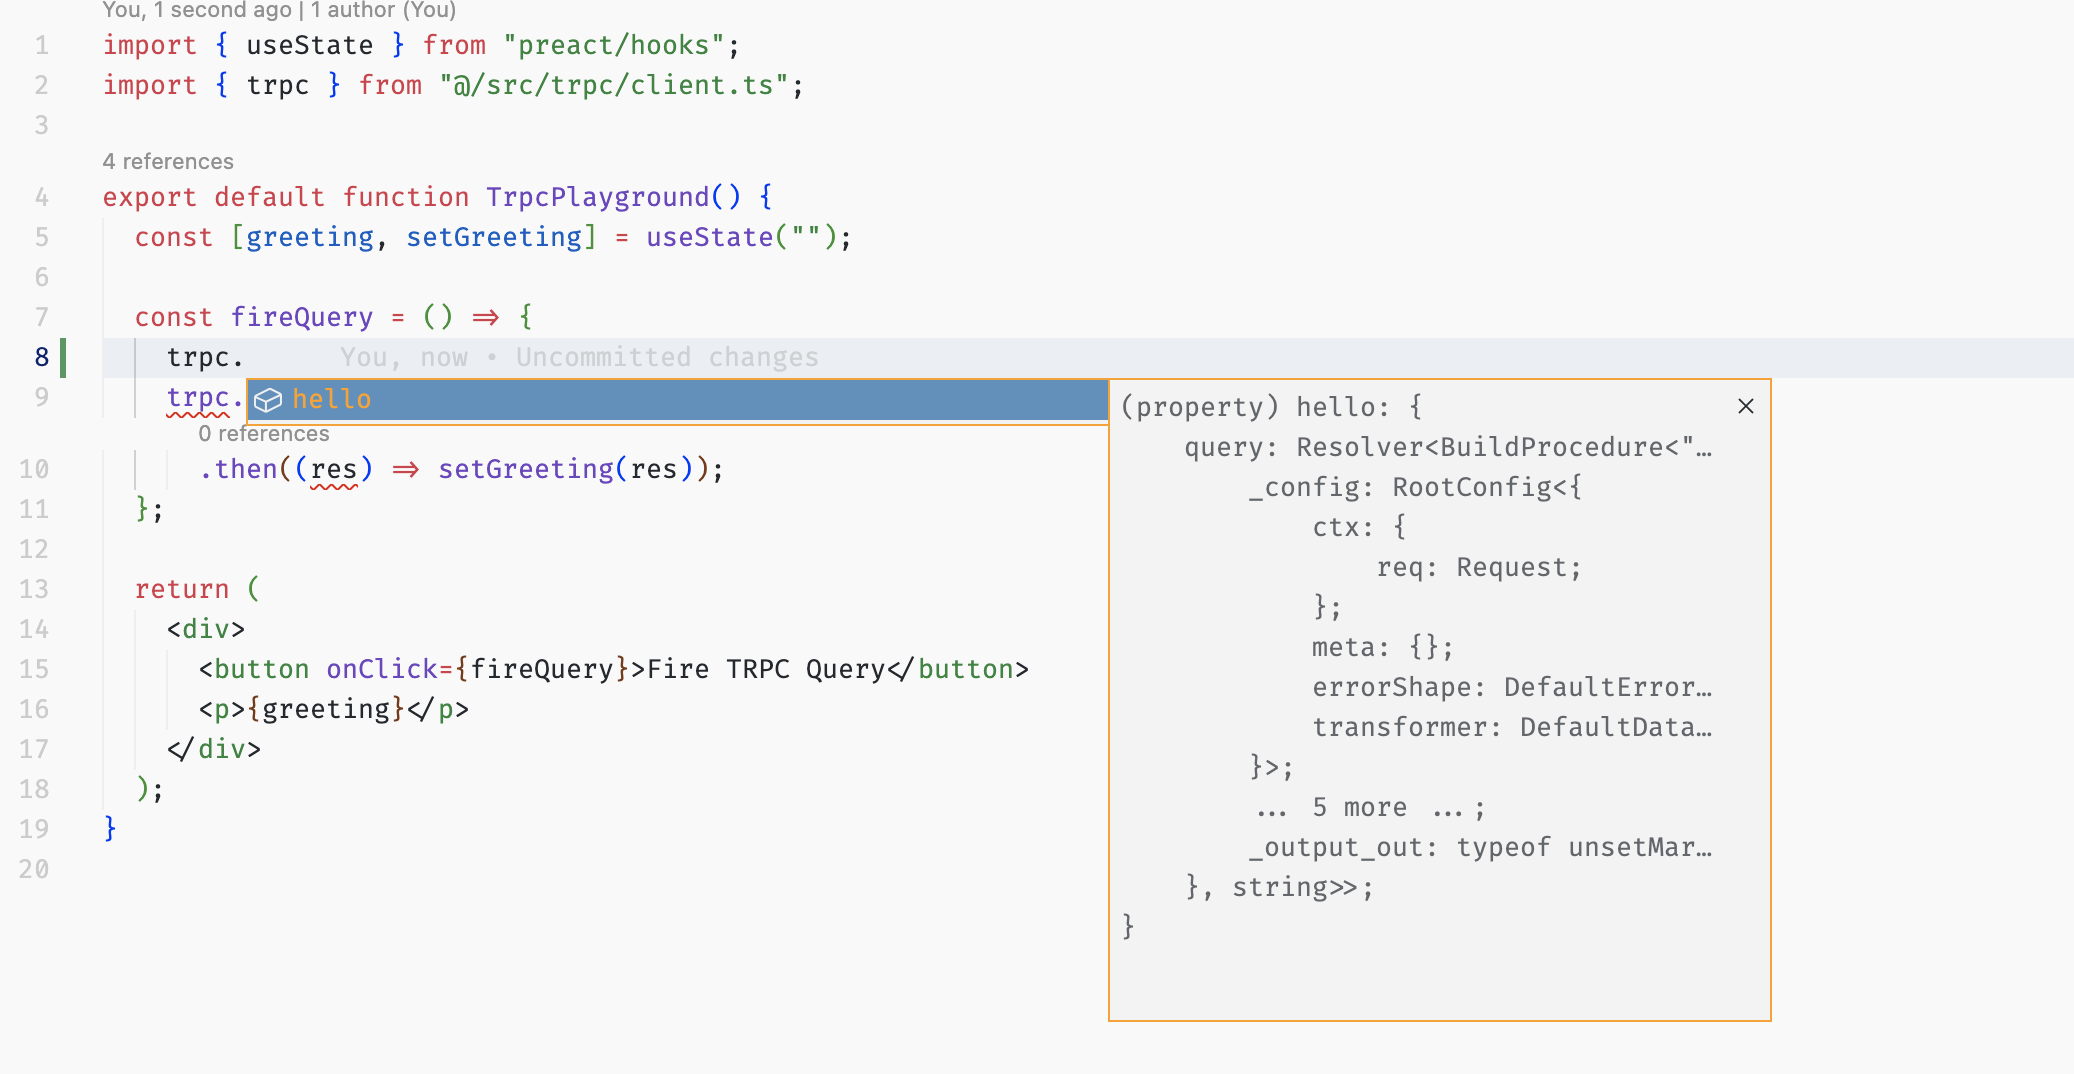 You, 1 second ago | 1 author (You)
1 import { useState } from "preact/hooks";
2 import { trpc } from "@/src/trpc/client.ts";
3
4 references
4 export default function TrpcPlayground() {
5 const [greeting, setGreeting] = useState("");
6
7 const fireQuery = () => {
8 trpc. You, now • Uncommitted changes
9 trpc.
hello
0 references
10 .then((res) => setGreeting(res));
11 };
12
13 return (
14 <div>
15 <button onClick={fireQuery}>Fire TRPC Query</button>
16 <p>{greeting}</p>
17 </div>
18 );
19 }
20
(property) hello: {
query: Resolver<BuildProcedure<"…
_config: RootConfig<{
ctx: {
req: Request;
};
meta: {};
errorShape: DefaultError…
transformer: DefaultData…
}>;
... 5 more ...;
_output_out: typeof unsetMar…
}, string>>;
}